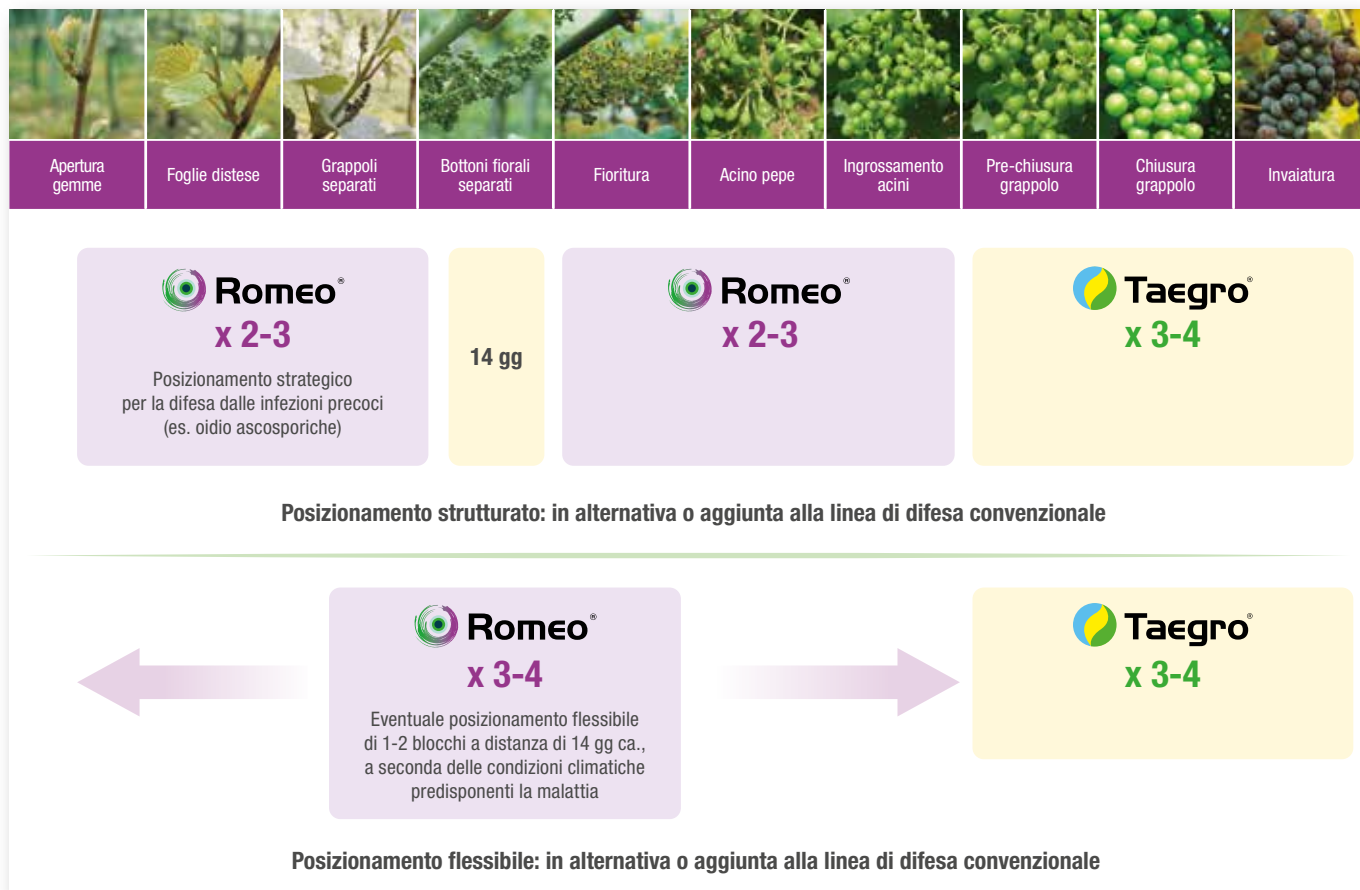 Apertura
gemme
Foglie distese
Grappoli
separati
Bottoni fiorali
separati
Fioritura
Acino pepe
Ingrossamento
acini
Pre-chiusura
grappolo
Chiusura
grappolo
Invaiatura
Romeo®
x 2-3
Posizionamento strategico
per la difesa dalle infezioni precoci
(es. oidio ascosporiche)
14 gg
Romeo®
x 2-3
Taegro®
x 3-4
Posizionamento strutturato: in alternativa o aggiunta alla linea di difesa convenzionale
Romeo®
x 3-4
Eventuale posizionamento flessibile
di 1-2 blocchi a distanza di 14 gg ca.,
a seconda delle condizioni climatiche
predisponenti la malattia
Taegro®
x 3-4
Posizionamento flessibile: in alternativa o aggiunta alla linea di difesa convenzionale